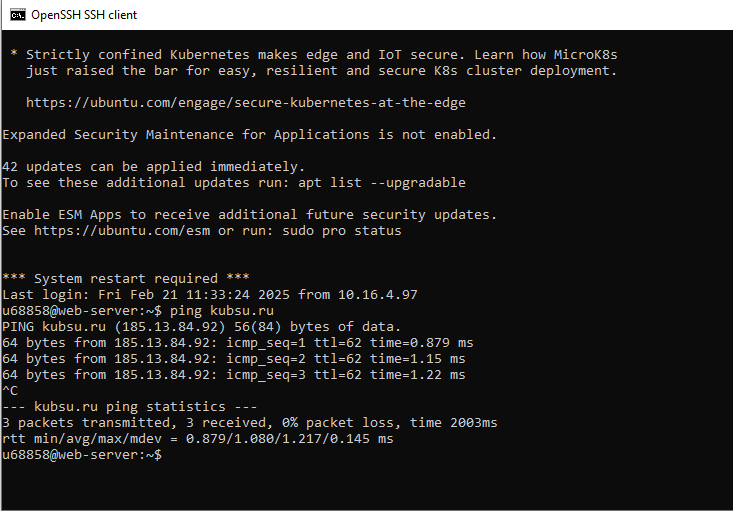 OpenSSH SSH client
* Strictly confined Kubernetes makes edge and IoT secure. Learn how MicroK8s
just raised the bar for easy, resilient and secure K8s cluster deployment.
https://ubuntu.com/engage/secure-kubernetes-at-the-edge
Expanded Security Maintenance for Applications is not enabled.
42 updates can be applied immediately.
To see these additional updates run: apt list --upgradable
Enable ESM Apps to receive additional future security updates.
See https://ubuntu.com/esm or run: sudo pro status
*** System restart required ***
Last login: Fri Feb 21 11:33:24 2025 from 10.16.4.97
u68858@web-server:~$ ping kubsu.ru
PING kubsu.ru (185.13.84.92) 56(84) bytes of data.
64 bytes from 185.13.84.92: icmp_seq=1 ttl=62 time=0.879 ms
64 bytes from 185.13.84.92: icmp_seq=2 ttl=62 time=1.15 ms
64 bytes from 185.13.84.92: icmp_seq=3 ttl=62 time=1.22 ms
^C
--- kubsu.ru ping statistics ---
3 packets transmitted, 3 received, 0% packet loss, time 2003ms
rtt min/avg/max/mdev = 0.879/1.080/1.217/0.145 ms
u68858@web-server:~$